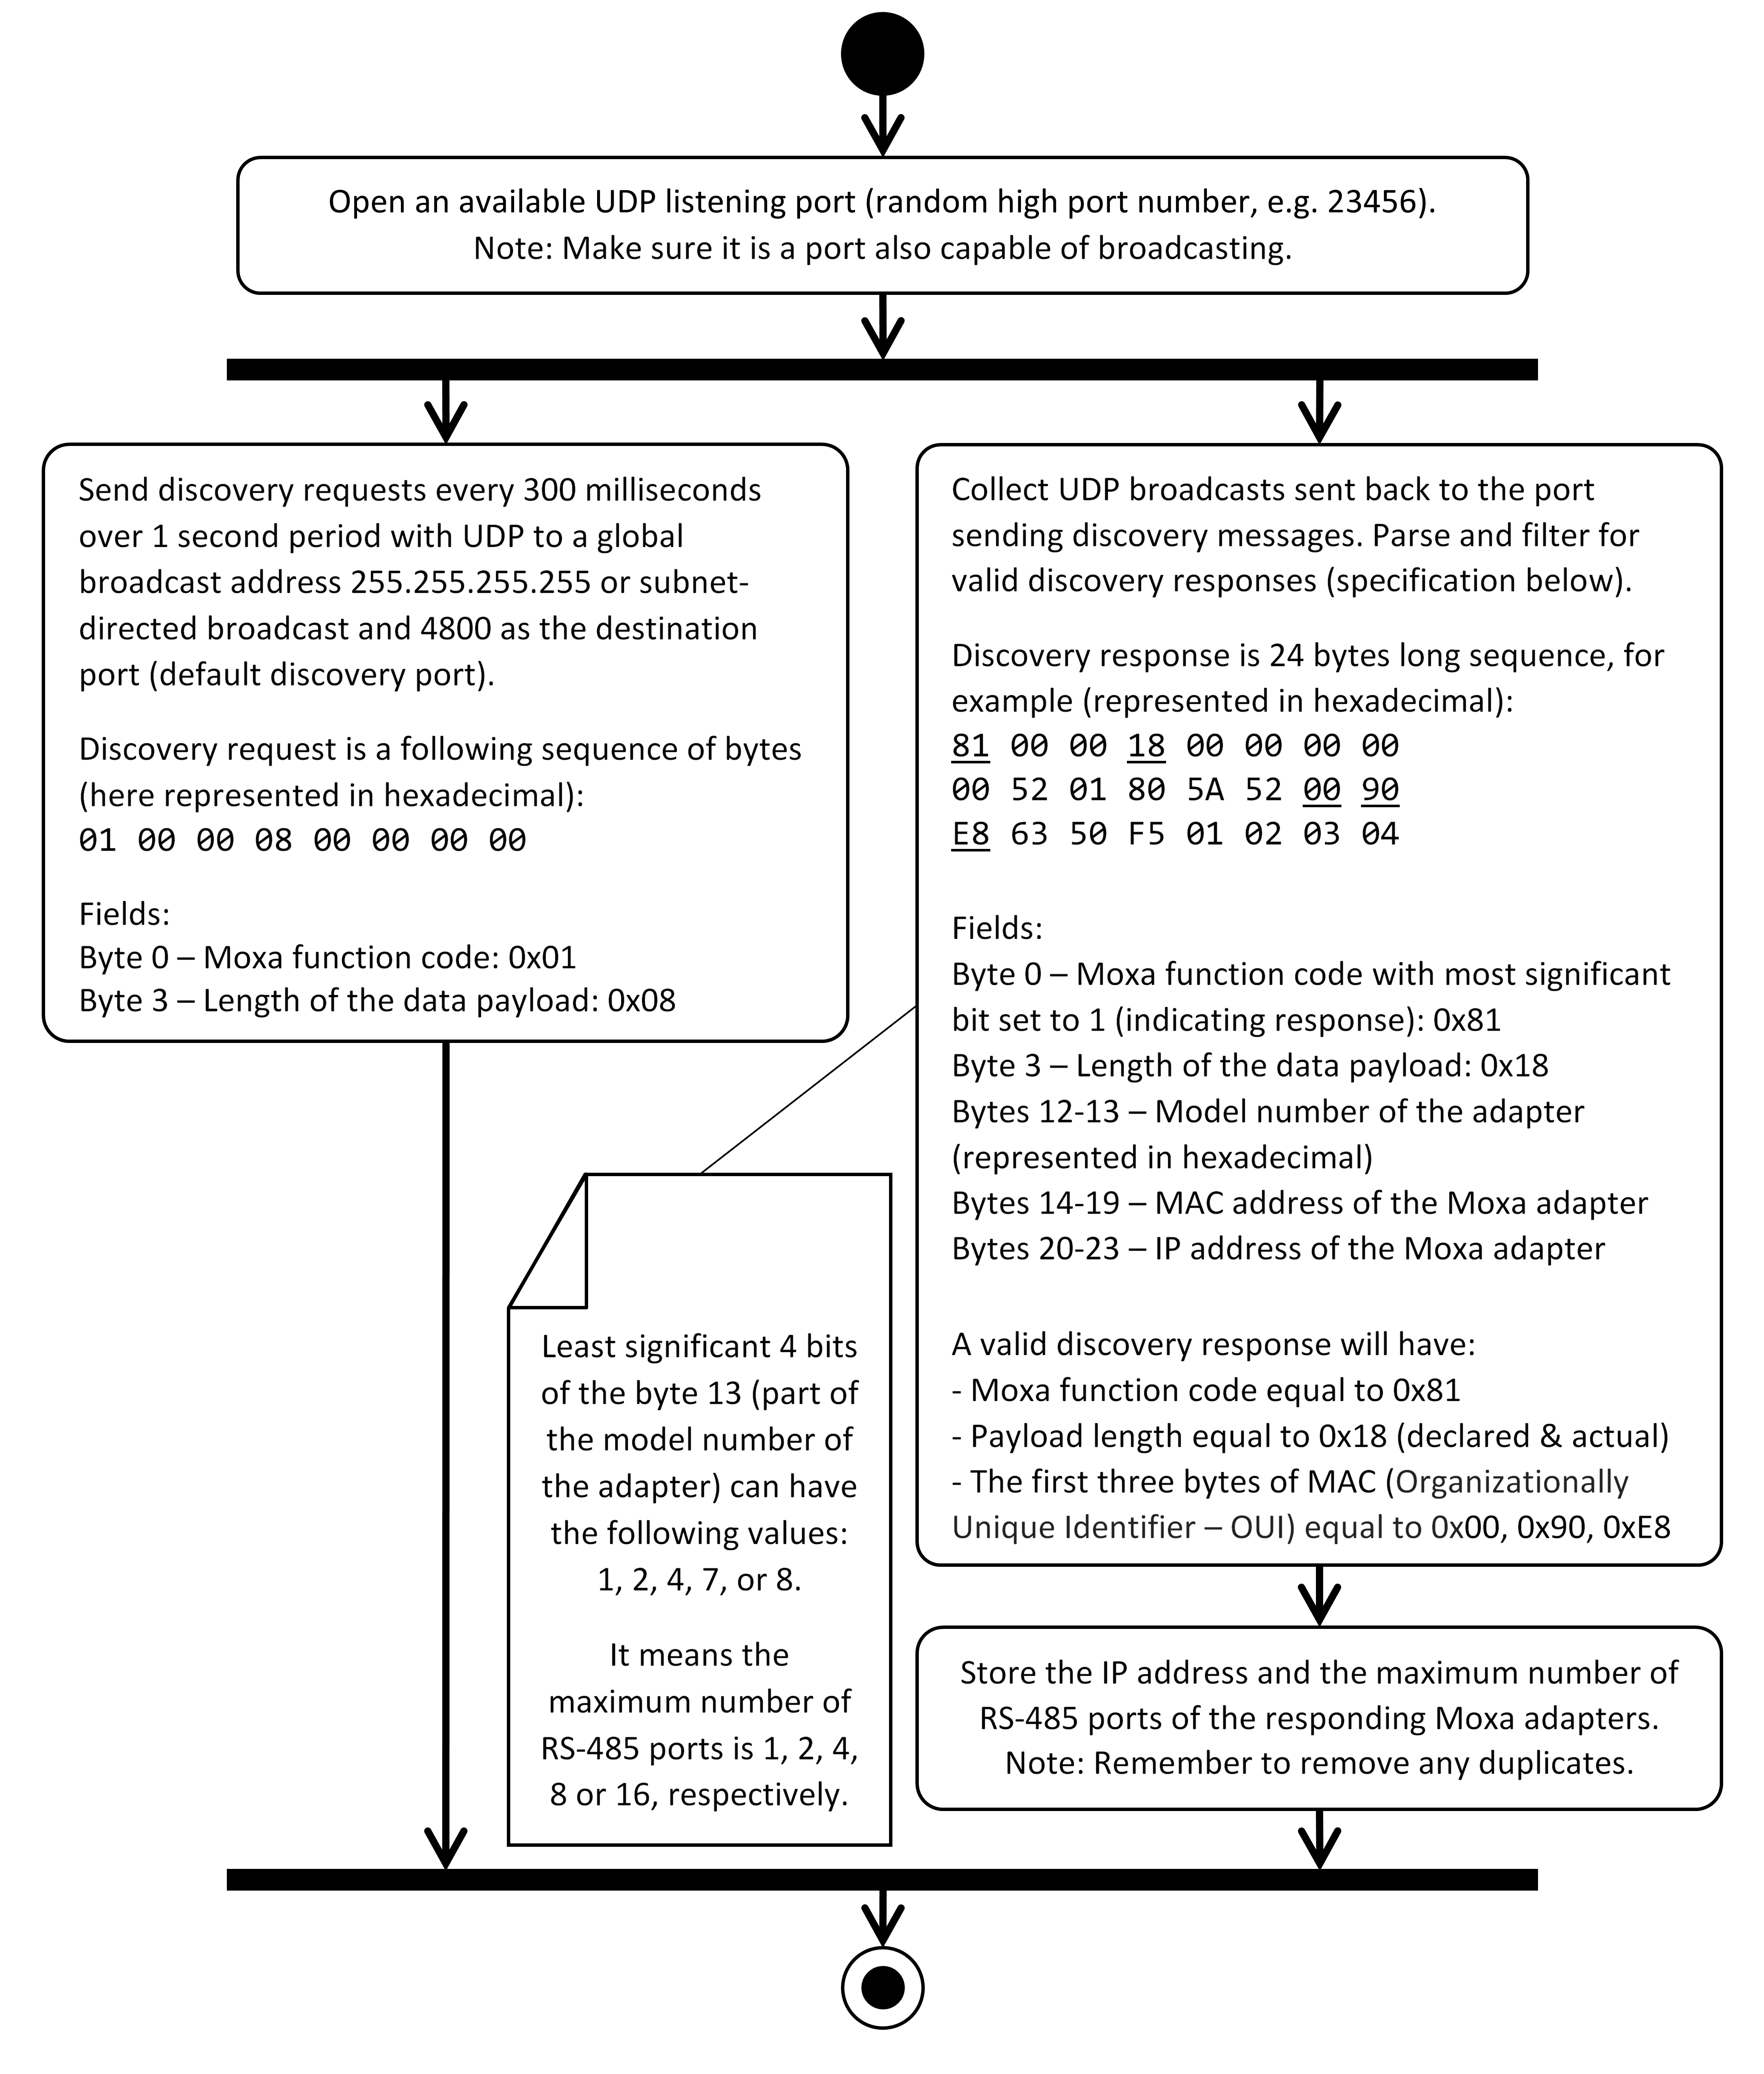 Open an available UDP listening port (random high port number, e.g. 23456).
Note: Make sure it is a port also capable of broadcasting.
Send discovery requests every 300 milliseconds
over 1 second period with UDP to a global
broadcast address 255.255.255.255 or subnet-
directed broadcast and 4800 as the destination
port (default discovery port).
Discovery request is a following sequence of bytes
(here represented in hexadecimal):
01 00 00 08 00 00 00 00
Fields:
Byte 0 – Moxa function code: 0x01
Byte 3 – Length of the data payload: 0x08
Collect UDP broadcasts sent back to the port
sending discovery messages. Parse and filter for
valid discovery responses (specification below).
Discovery response is 24 bytes long sequence, for
example (represented in hexadecimal):
81 00 00 18 00 00 00 00
00 52 01 80 5A 52 00 90
E8 63 50 F5 01 02 03 04
Fields:
Byte 0 – Moxa function code with most significant
bit set to 1 (indicating response): 0x81
Byte 3 – Length of the data payload: 0x18
Bytes 12-13 – Model number of the adapter
(represented in hexadecimal)
Bytes 14-19 – MAC address of the Moxa adapter
Bytes 20-23 – IP address of the Moxa adapter
A valid discovery response will have:
- Moxa function code equal to 0x81
- Payload length equal to 0x18 (declared & actual)
- The first three bytes of MAC (Organizationally
Unique Identifier – OUI) equal to 0x00, 0x90, 0xE8
Least significant 4 bits
of the byte 13 (part of
the model number of
the adapter) can have
the following values:
1, 2, 4, 7, or 8.
It means the
maximum number of
RS-485 ports is 1, 2, 4,
8 or 16, respectively.
Store the IP address and the maximum number of
RS-485 ports of the responding Moxa adapters.
Note: Remember to remove any duplicates.